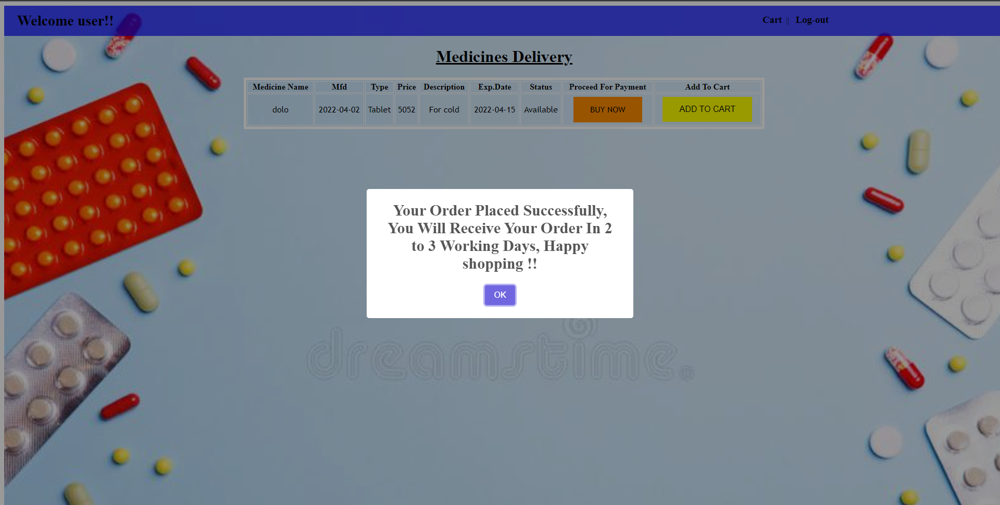 Welcome user!!
Cart || Log-out
Medicines Delivery
Medicine Name Mfd Type Price Description Exp.Date Status Proceed For Payment Add To Cart
dolo 2022-04-02 Tablet 5052 For cold 2022-04-15 Available BUY NOW ADD TO CART
Your Order Placed Successfully,
You Will Receive Your Order In 2
to 3 Working Days, Happy
shopping !!
OK
dreamstime.